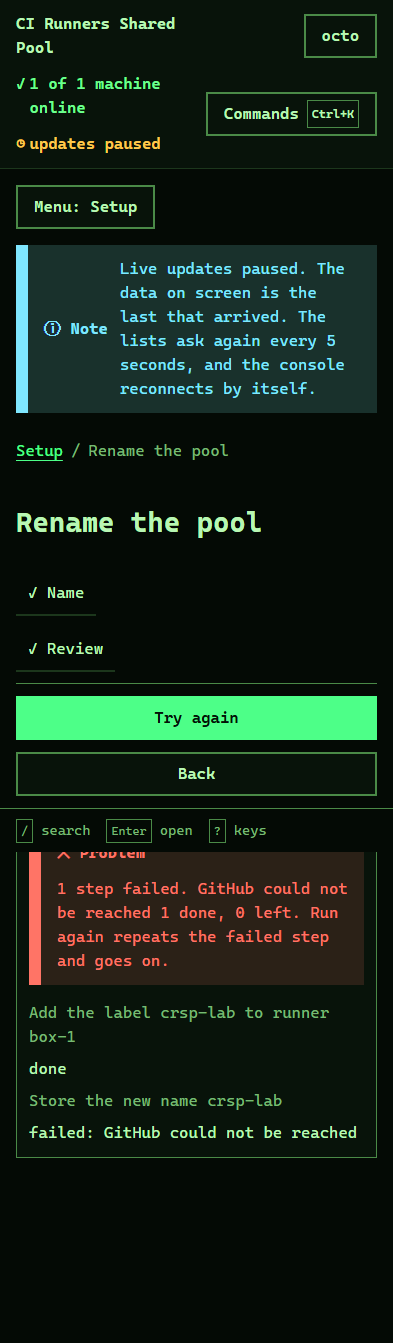 CI Runners Shared Pool
octo
✓ 1 of 1 machine online
updates paused
Commands Ctrl+K
Menu: Setup
ⓘ Note
Live updates paused. The
data on screen is the
last that arrived. The
lists ask again every 5
seconds, and the console
reconnects by itself.
Setup / Rename the pool
Rename the pool
✓ Name
✓ Review
Try again
Back
/ search Enter open ? keys
Problem
1 step failed. GitHub could not
be reached 1 done, 0 left. Run
again repeats the failed step
and goes on.
Add the label crsp-lab to runner
box-1
done
Store the new name crsp-lab
failed: GitHub could not be reached